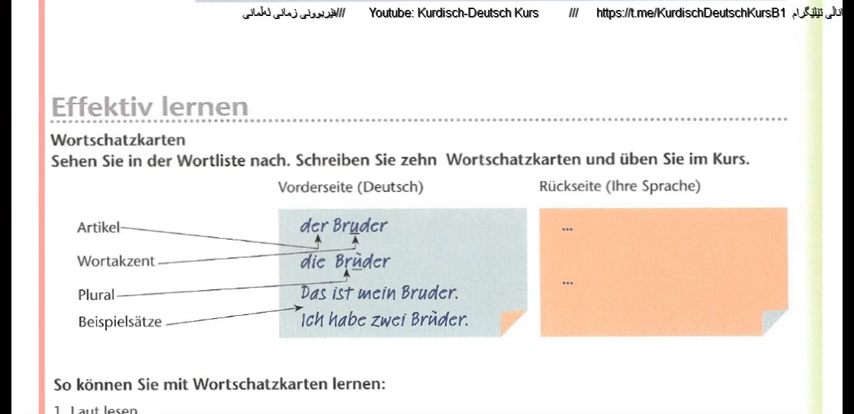 فێربوونی زمانی ئەڵمانی/// Youtube: Kurdisch-Deutsch Kurs /// https://t.me/KurdischDeutschKursB1 تێلێگرام
Effektiv lernen
Wortschatzkarten
Sehen Sie in der Wortliste nach. Schreiben Sie zehn Wortschatzkarten und üben Sie im Kurs.
Vorderseite (Deutsch) Rückseite (Ihre Sprache)
Artikel der Bruder ...
Wortakzent die Brüder
Plural Das ist mein Bruder. ...
Beispielsätze Ich habe zwei Brüder.
So können Sie mit Wortschatzkarten lernen:
1. Laut lesen